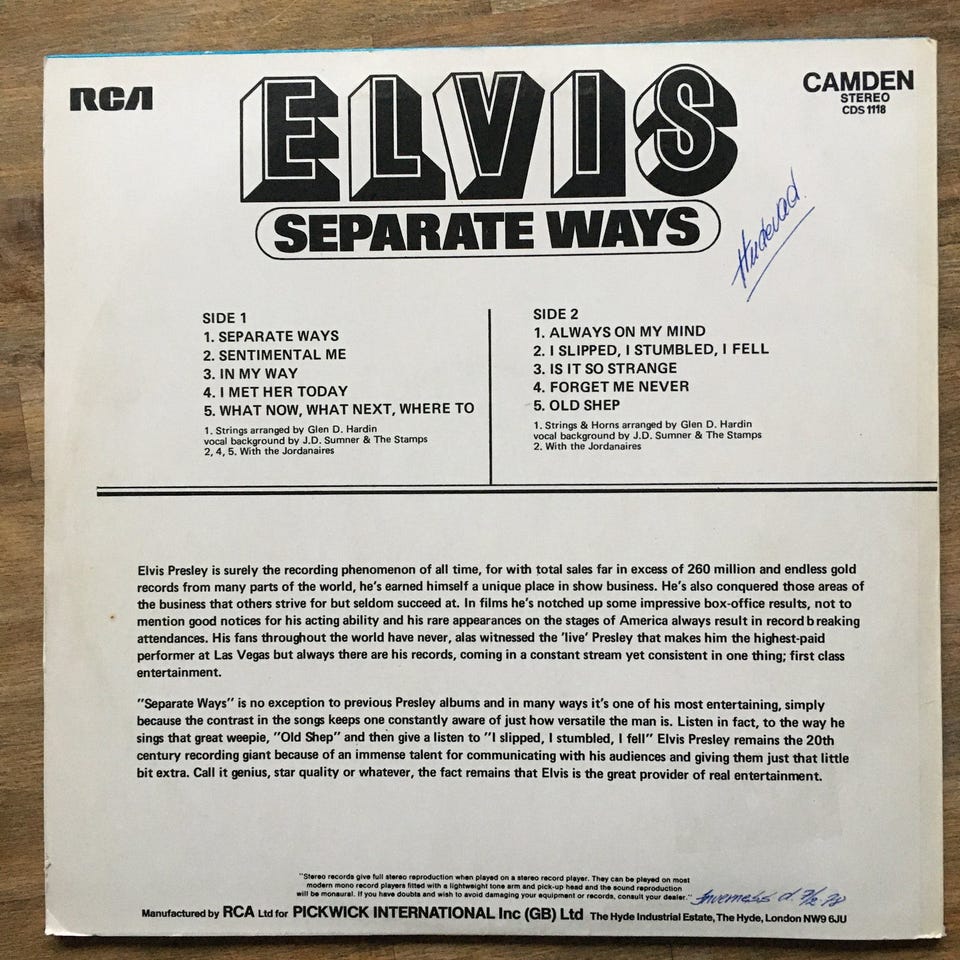 RCA
CAMDEN
STEREO
CDS 1118
ELVIS
SEPARATE WAYS
SIDE 1
1. SEPARATE WAYS
2. SENTIMENTAL ME
3. IN MY WAY
4. I MET HER TODAY
5. WHAT NOW, WHAT NEXT, WHERE TO
1. Strings arranged by Glen D. Hardin
vocal background by J.D. Sumner & The Stamps
2, 4, 5. With the Jordanaires
SIDE 2
1. ALWAYS ON MY MIND
2. I SLIPPED, I STUMBLED, I FELL
3. IS IT SO STRANGE
4. FORGET ME NEVER
5. OLD SHEP
1. Strings & Horns arranged by Glen D. Hardin
vocal background by J.D. Sumner & The Stamps
2. With the Jordanaires
Elvis Presley is surely the recording phenomenon of all time, for with total sales far in excess of 260 million and endless gold
records from many parts of the world, he's earned himself a unique place in show business. He's also conquered those areas of
the business that others strive for but seldom succeed at. In films he's notched up some impressive box-office results, not to
mention good notices for his acting ability and his rare appearances on the stages of America always result in record b reaking
attendances. His fans throughout the world have never, alas witnessed the 'live' Presley that makes him the highest-paid
performer at Las Vegas but always there are his records, coming in a constant stream yet consistent in one thing; first class
entertainment.
"Separate Ways" is no exception to previous Presley albums and in many ways it's one of his most entertaining, simply
because the contrast in the songs keeps one constantly aware of just how versatile the man is. Listen in fact, to the way he
sings that great weepie, "Old Shep" and then give a listen to "I slipped, I stumbled, I fell" Elvis Presley remains the 20th
century recording giant because of an immense talent for communicating with his audiences and giving them just that little
bit extra. Call it genius, star quality or whatever, the fact remains that Elvis is the great provider of real entertainment.
"Stereo records give full stereo reproduction when played on a stereo record player. They can be played on most
modern mono record players fitted with a lightweight tone arm and pick-up head and the sound reproduction
will be monaural. If you have doubts and wish to avoid damaging your equipment or records, consult your dealer."
Inverness d.
Manufactured by RCA Ltd for PICKWICK INTERNATIONAL Inc (GB) Ltd The Hyde Industrial Estate, The Hyde, London NW9 6JU